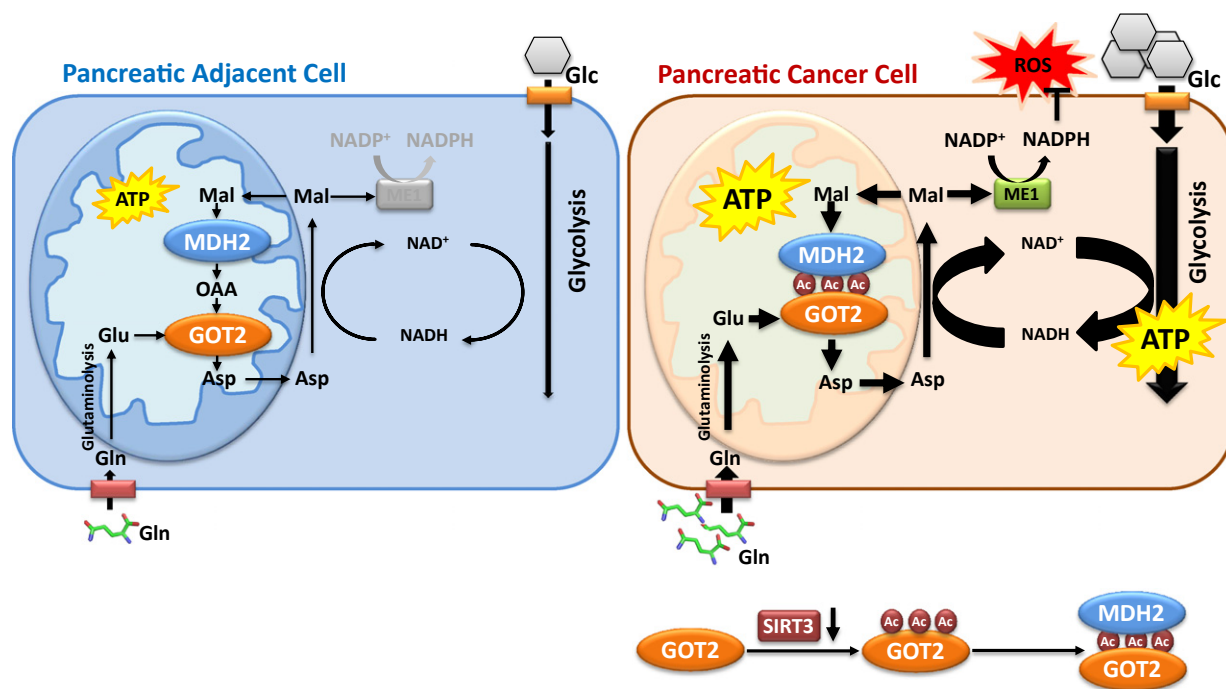 Pancreatic Adjacent Cell
Glc
NADP⁺ NADPH
ATP
Mal
Mal
ME1
MDH2
NAD⁺
OAA
Glycolysis
Glu
GOT2
NADH
Asp
Asp
Glutaminolysis
Gln
Gln
Pancreatic Cancer Cell
ROS
Glc
NADP⁺
NADPH
ATP
Mal
Mal
ME1
MDH2
NAD⁺
Glycolysis
Ac Ac Ac
GOT2
Glu
NADH
ATP
Asp
Asp
Glutaminolysis
Gln
Gln
GOT2
SIRT3
Ac Ac Ac
GOT2
MDH2
Ac Ac Ac
GOT2